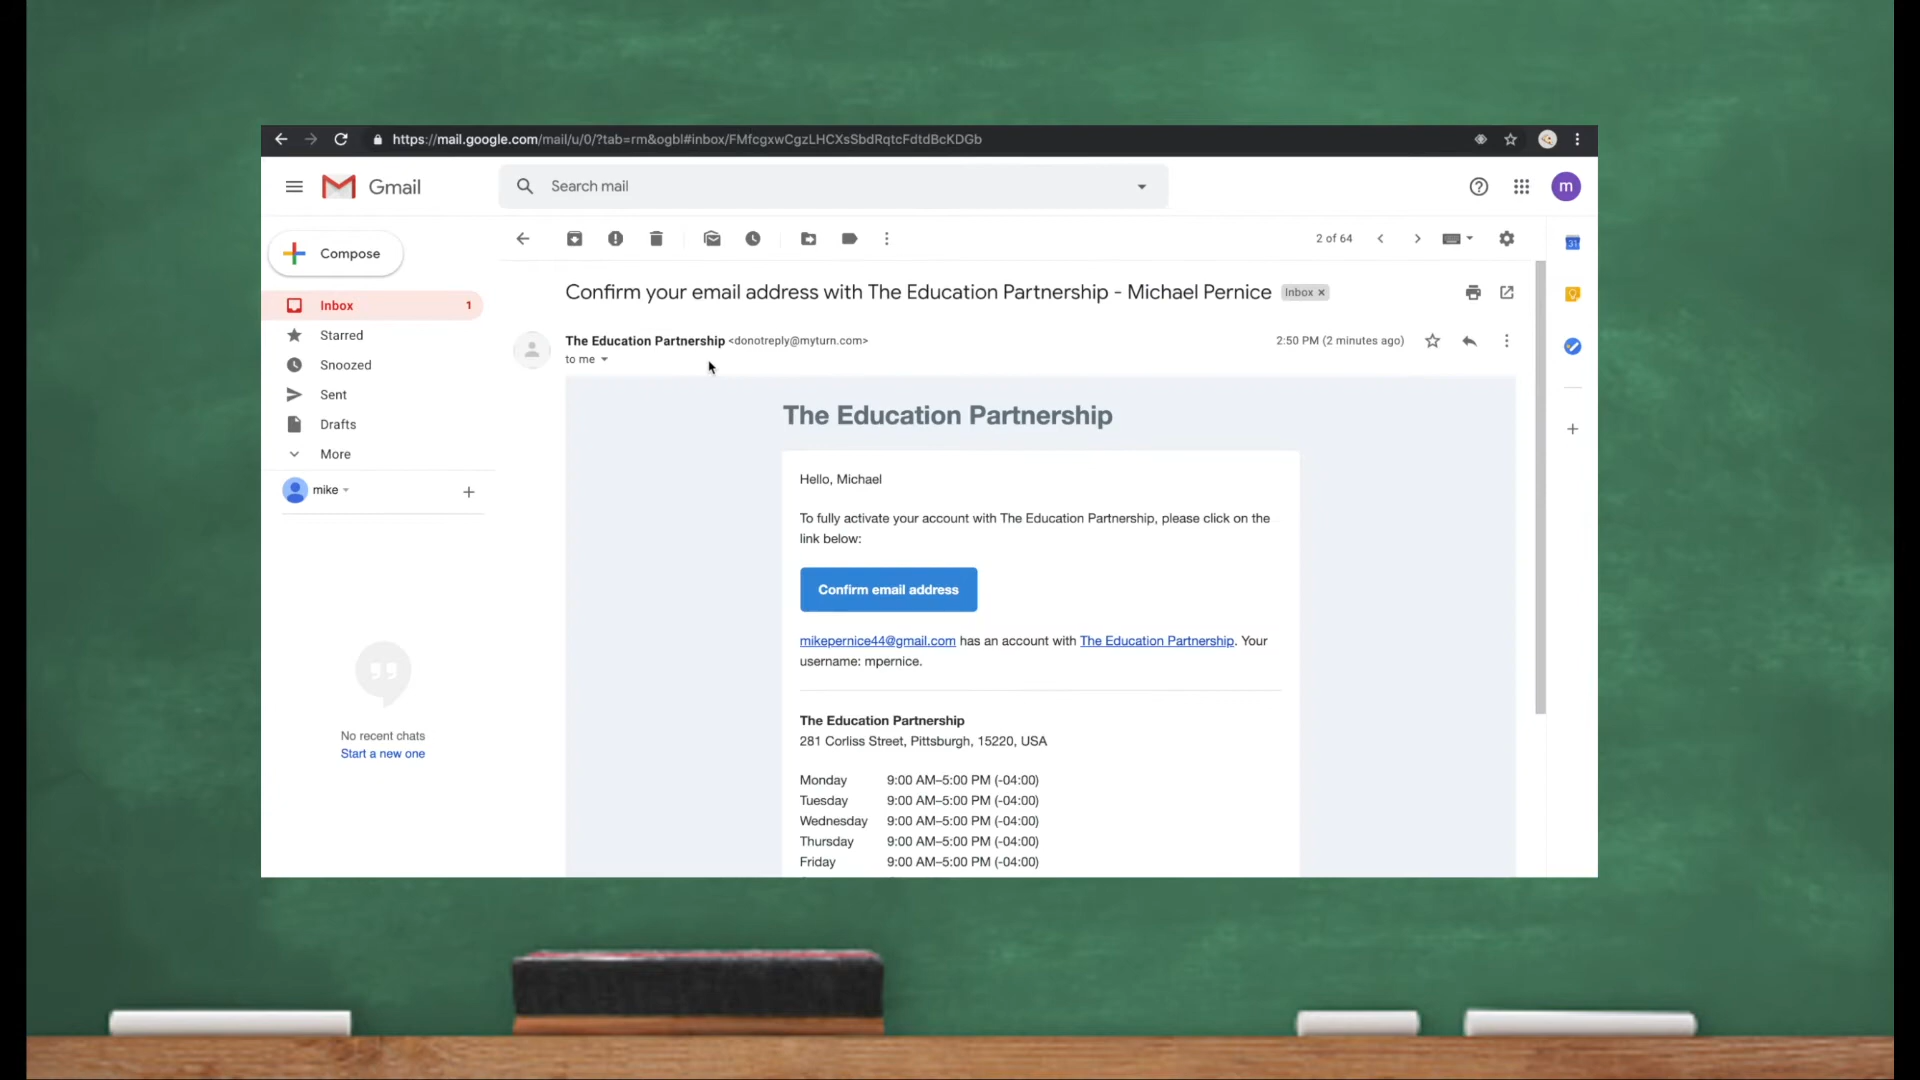 https://mail.google.com/mail/u/0/?tab=rm&ogbl#inbox/FMfcgxwCgzLHCXsSbdRqtcFdtdBcKDGb
Gmail
Search mail
m
Compose
2 of 64
31
Inbox 1
Starred
Snoozed
Sent
Drafts
More
mike
No recent chats
Start a new one
Confirm your email address with The Education Partnership - Michael Pernice Inbox x
The Education Partnership <donotreply@myturn.com> 2:50 PM (2 minutes ago)
to me
The Education Partnership
Hello, Michael
To fully activate your account with The Education Partnership, please click on the
link below:
Confirm email address
mikepernice44@gmail.com has an account with The Education Partnership. Your
username: mpernice.
The Education Partnership
281 Corliss Street, Pittsburgh, 15220, USA
Monday 9:00 AM–5:00 PM (-04:00)
Tuesday 9:00 AM–5:00 PM (-04:00)
Wednesday 9:00 AM–5:00 PM (-04:00)
Thursday 9:00 AM–5:00 PM (-04:00)
Friday 9:00 AM–5:00 PM (-04:00)